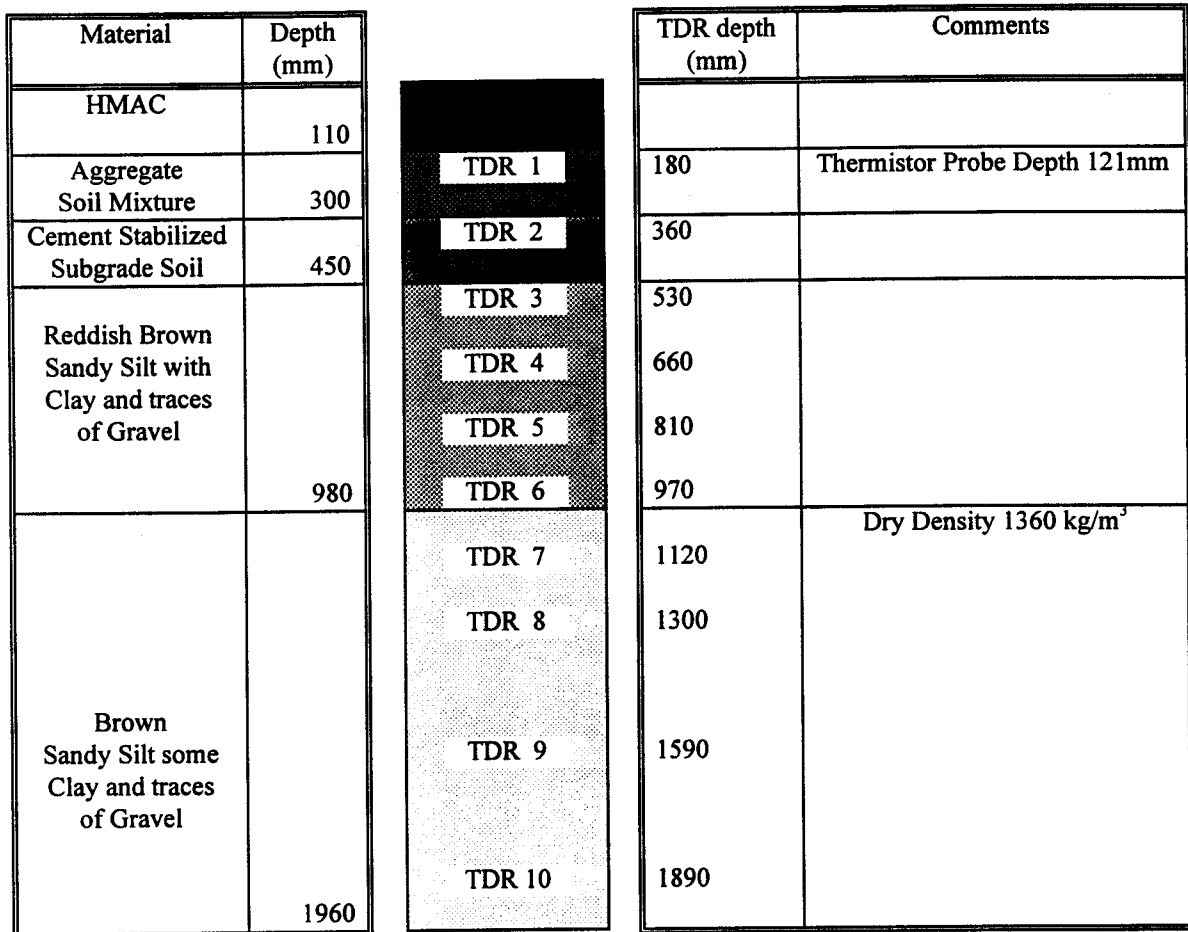 Material
Depth
(mm)
HMAC
110
Aggregate
Soil Mixture
300
Cement Stabilized
Subgrade Soil
450
Reddish Brown
Sandy Silt with
Clay and traces
of Gravel
980
Brown
Sandy Silt some
Clay and traces
of Gravel
1960
TDR 1
TDR 2
TDR 3
TDR 4
TDR 5
TDR 6
TDR 7
TDR 8
TDR 9
TDR 10
TDR depth
(mm)
Comments
180
Thermistor Probe Depth 121mm
360
530
660
810
970
Dry Density 1360 kg/m³
1120
1300
1590
1890